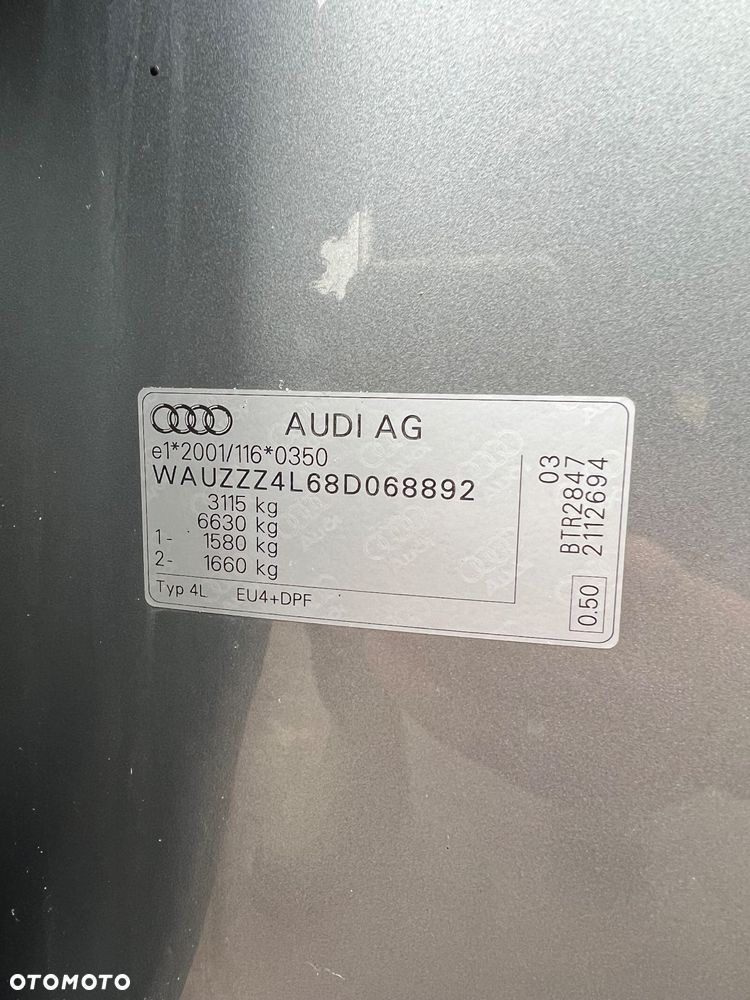 AUDI AG
e1*2001/116*0350
WAUZZZ4L68D068892
3115 kg
6630 kg
1- 1580 kg
2- 1660 kg
Typ 4L EU4+DPF
03
BTR2847
2112694
0.50
OTOMOTO